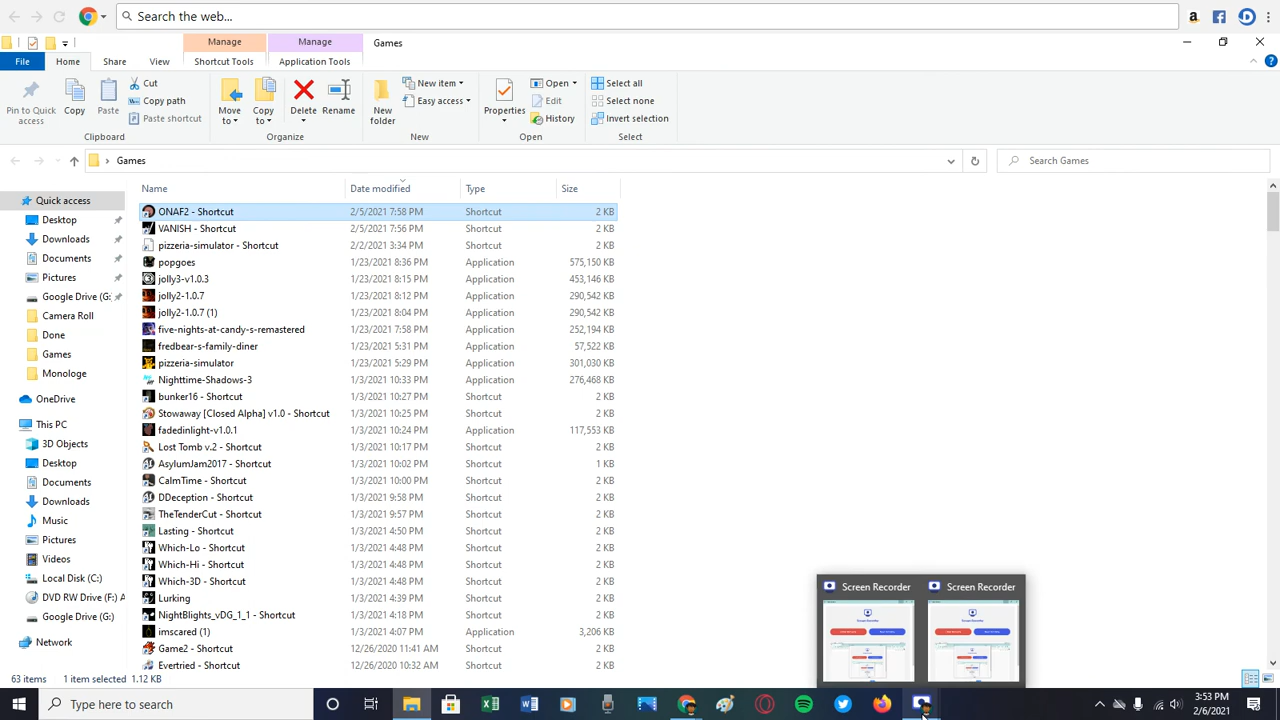 Search the web...
Manage Manage Games
File Home Share View Shortcut Tools Application Tools
Pin to Quick access
Copy
Paste
Cut
Copy path
Paste shortcut
Clipboard
Move to
Copy to
Delete
Rename
Organize
New folder
New item
Easy access
New
Properties
Open
Edit
History
Open
Select all
Select none
Invert selection
Select
Games
Search Games
Name Date modified Type Size
Quick access
Desktop
Downloads
Documents
Pictures
Google Drive (G:
Camera Roll
Done
Games
Monologe
OneDrive
This PC
3D Objects
Desktop
Documents
Downloads
Music
Pictures
Videos
Local Disk (C:)
DVD RW Drive (F:) A
Google Drive (G:)
Network
ONAF2 - Shortcut 2/5/2021 7:58 PM Shortcut 2 KB
VANISH - Shortcut 2/5/2021 7:56 PM Shortcut 2 KB
pizzeria-simulator - Shortcut 2/2/2021 3:34 PM Shortcut 2 KB
popgoes 1/23/2021 8:36 PM Application 575,150 KB
jolly3-v1.0.3 1/23/2021 8:15 PM Application 453,146 KB
jolly2-1.0.7 1/23/2021 8:12 PM Application 290,542 KB
jolly2-1.0.7 (1) 1/23/2021 8:04 PM Application 290,542 KB
five-nights-at-candy-s-remastered 1/23/2021 7:58 PM Application 252,194 KB
fredbear-s-family-diner 1/23/2021 5:31 PM Application 57,522 KB
pizzeria-simulator 1/23/2021 5:29 PM Application 301,030 KB
Nighttime-Shadows-3 1/3/2021 10:33 PM Application 276,468 KB
bunker16 - Shortcut 1/3/2021 10:27 PM Shortcut 2 KB
Stowaway [Closed Alpha] v1.0 - Shortcut 1/3/2021 10:25 PM Shortcut 2 KB
fadedinlight-v1.0.1 1/3/2021 10:24 PM Application 117,553 KB
Lost Tomb v.2 - Shortcut 1/3/2021 10:17 PM Shortcut 2 KB
AsylumJam2017 - Shortcut 1/3/2021 10:02 PM Shortcut 1 KB
CalmTime - Shortcut 1/3/2021 10:00 PM Shortcut 2 KB
DDeception - Shortcut 1/3/2021 9:58 PM Shortcut 2 KB
TheTenderCut - Shortcut 1/3/2021 9:57 PM Shortcut 2 KB
Lasting - Shortcut 1/3/2021 4:50 PM Shortcut 2 KB
Which-Lo - Shortcut 1/3/2021 4:48 PM Shortcut 2 KB
Which-Hi - Shortcut 1/3/2021 4:48 PM Shortcut 2 KB
Which-3D - Shortcut 1/3/2021 4:48 PM Shortcut 2 KB
Lurking 1/3/2021 4:39 PM Shortcut 2 KB
NightBlights_vDG_1_1 - Shortcut 1/3/2021 4:18 PM Shortcut 2 KB
imscared (1) 1/3/2021 4:07 PM Application 3,206 KB
Game2 - Shortcut 12/26/2020 11:41 AM Shortcut 2 KB
- Shortcut 12/26/2020 10:32 AM Shortcut 2 KB
Screen Recorder Screen Recorder
63 items 1 item selected 1.12 KB
Type here to search
3:53 PM
2/6/2021